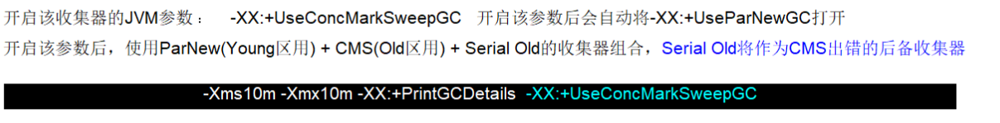 开启该收集器的JVM参数： -XX:+UseConcMarkSweepGC 开启该参数后会自动将-XX:+UseParNewGC打开
开启该参数后，使用ParNew(Young区用) + CMS(Old区用) + Serial Old的收集器组合，Serial Old将作为CMS出错的后备收集器
-Xms10m -Xmx10m -XX:+PrintGCDetails -XX:+UseConcMarkSweepGC